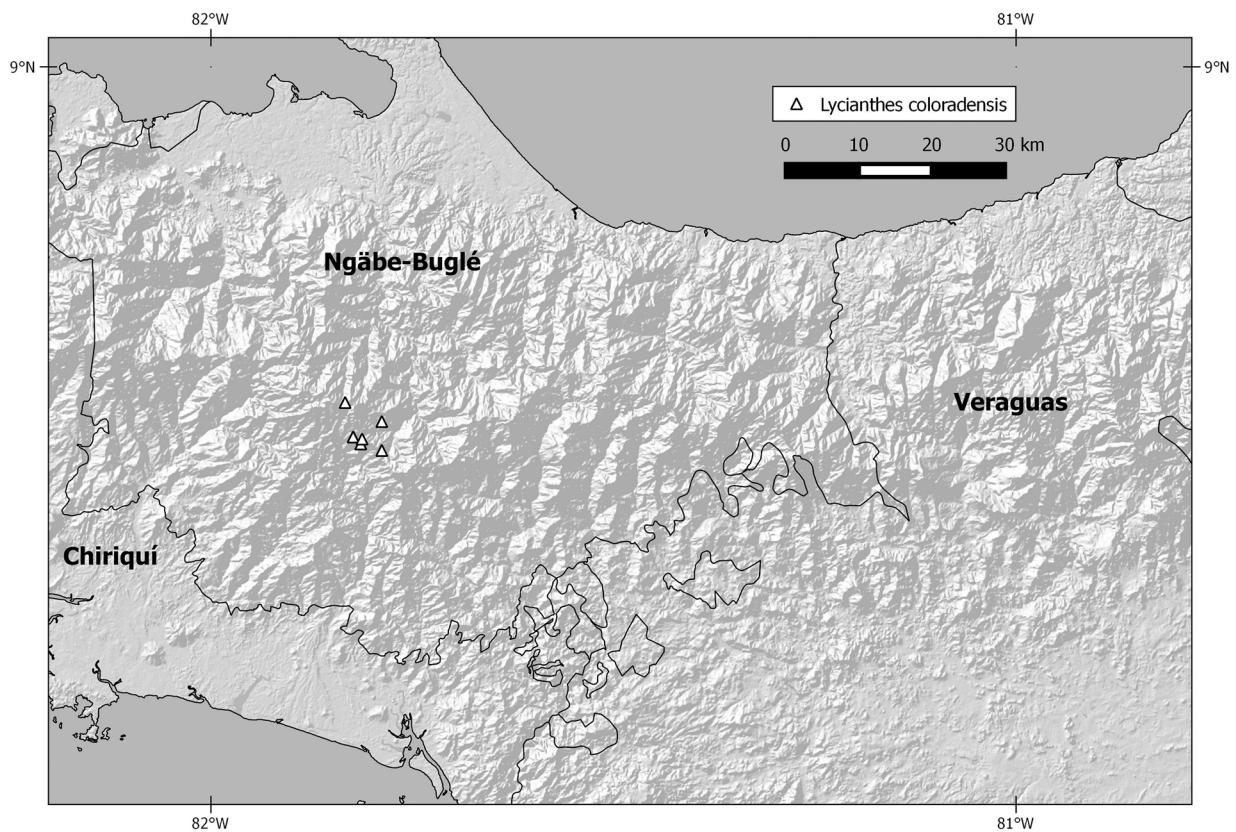 82°W 81°W
9°N 9°N
Lycianthes coloradensis
0 10 20 30 km
Ngäbe-Buglé
Veraguas
Chiriquí
82°W 81°W